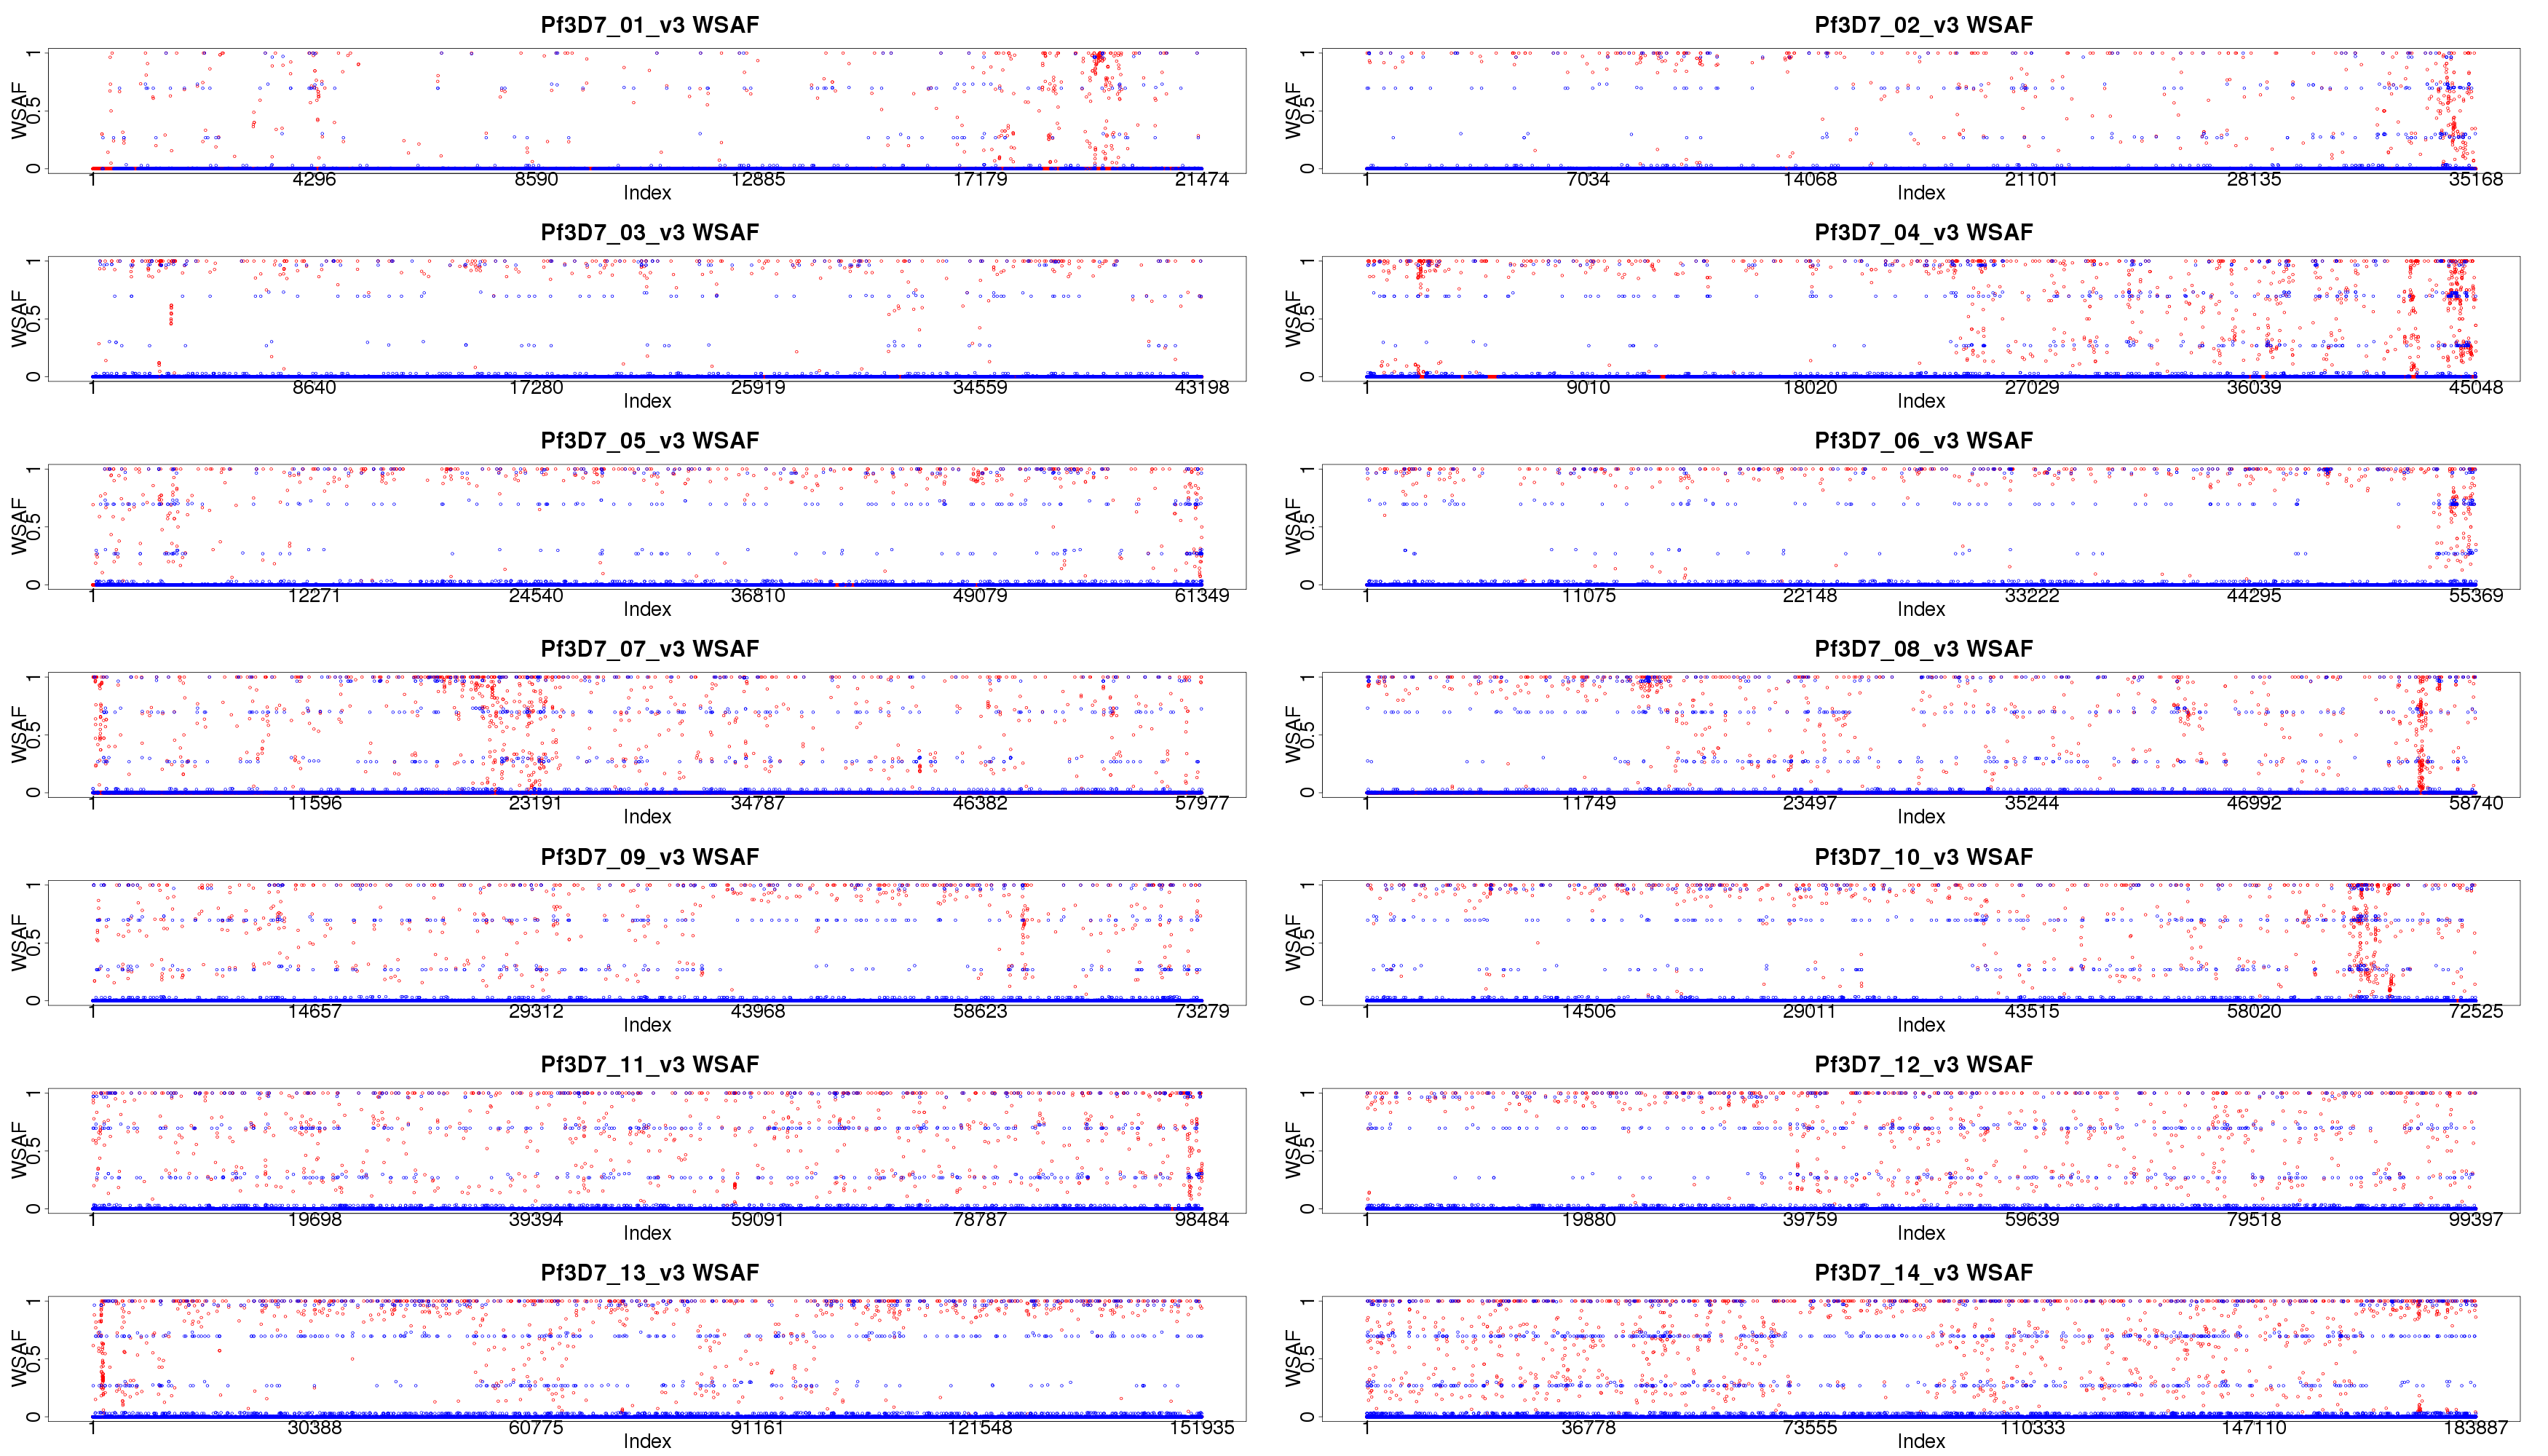 Pf3D7_01_v3 WSAF
WSAF
1
0.5
0
1 4296 8590 12885 17179 21474
Index
Pf3D7_02_v3 WSAF
WSAF
1
0.5
0
1 7034 14068 21101 28135 35168
Index
Pf3D7_03_v3 WSAF
WSAF
1
0.5
0
1 8640 17280 25919 34559 43198
Index
Pf3D7_04_v3 WSAF
WSAF
1
0.5
0
1 9010 18020 27029 36039 45048
Index
Pf3D7_05_v3 WSAF
WSAF
1
0.5
0
1 12271 24540 36810 49079 61349
Index
Pf3D7_06_v3 WSAF
WSAF
1
0.5
0
1 11075 22148 33222 44295 55369
Index
Pf3D7_07_v3 WSAF
WSAF
1
0.5
0
1 11596 23191 34787 46382 57977
Index
Pf3D7_08_v3 WSAF
WSAF
1
0.5
0
1 11749 23497 35244 46992 58740
Index
Pf3D7_09_v3 WSAF
WSAF
1
0.5
0
1 14657 29312 43968 58623 73279
Index
Pf3D7_10_v3 WSAF
WSAF
1
0.5
0
1 14506 29011 43515 58020 72525
Index
Pf3D7_11_v3 WSAF
WSAF
1
0.5
0
1 19698 39394 59091 78787 98484
Index
Pf3D7_12_v3 WSAF
WSAF
1
0.5
0
1 19880 39759 59639 79518 99397
Index
Pf3D7_13_v3 WSAF
WSAF
1
0.5
0
1 30388 60775 91161 121548 151935
Index
Pf3D7_14_v3 WSAF
WSAF
1
0.5
0
1 36778 73555 110333 147110 183887
Index